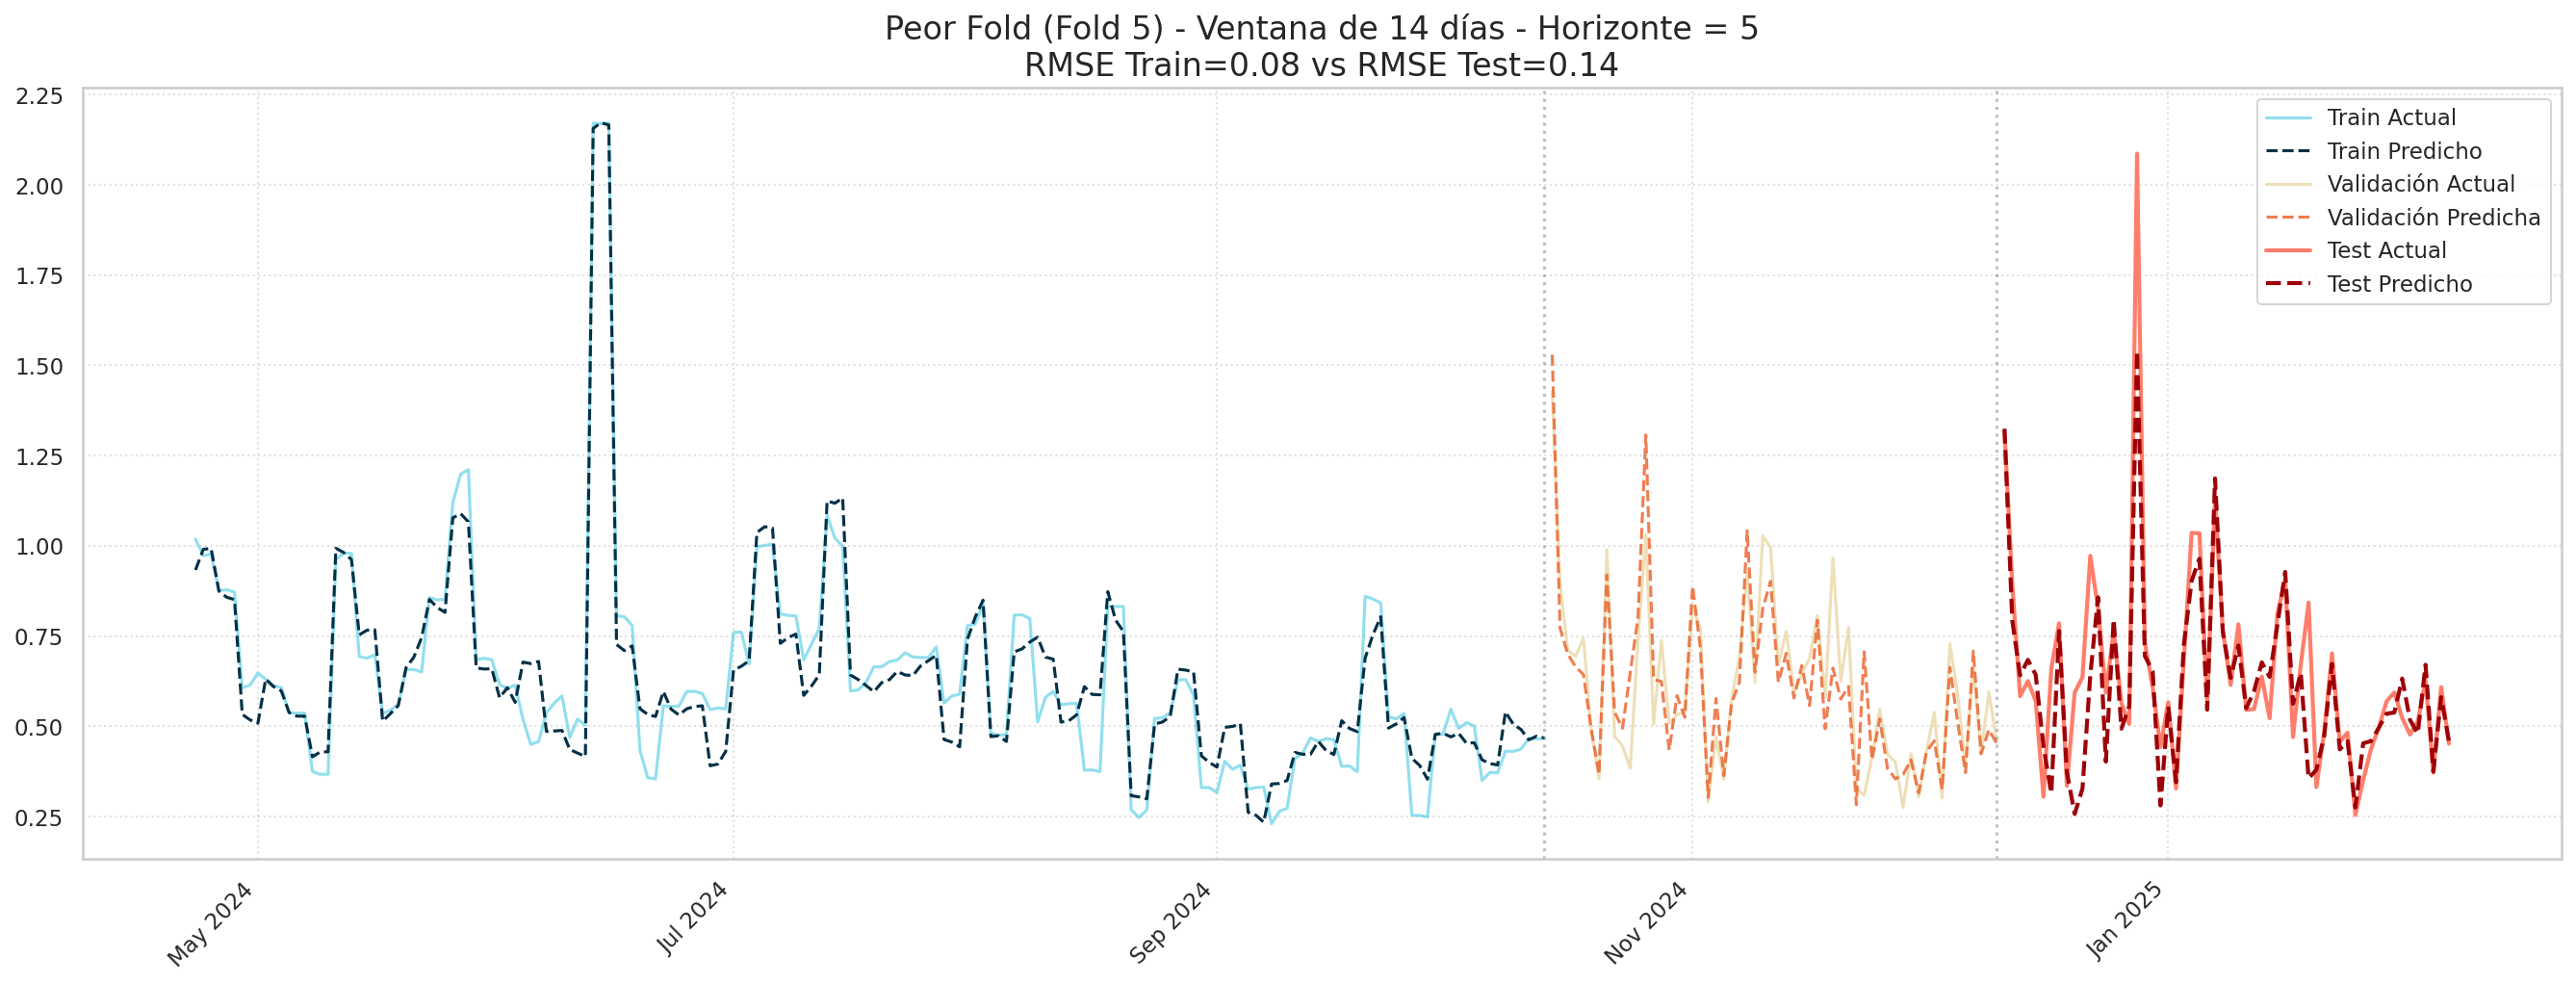 Peor Fold (Fold 5) - Ventana de 14 días - Horizonte = 5
RMSE Train=0.08 vs RMSE Test=0.14
2.25
2.00
1.75
1.50
1.25
1.00
0.75
0.50
0.25
Train Actual
Train Predicho
Validación Actual
Validación Predicha
Test Actual
Test Predicho
May 2024
Jul 2024
Sep 2024
Nov 2024
Jan 2025